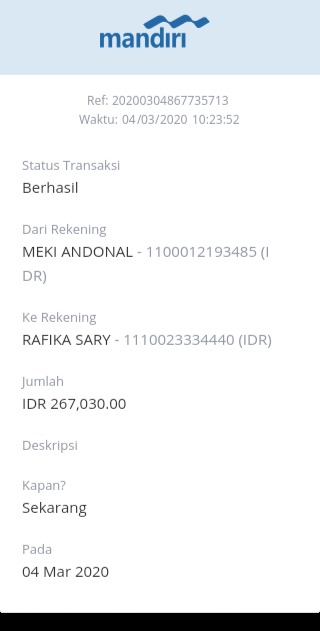 mandiri
Ref: 20200304867735713
Waktu: 04/03/2020 10:23:52
Status Transaksi
Berhasil
Dari Rekening
MEKI ANDONAL - 1100012193485 (I
DR)
Ke Rekening
RAFIKA SARY - 1110023334440 (IDR)
Jumlah
IDR 267,030.00
Deskripsi
Kapan?
Sekarang
Pada
04 Mar 2020